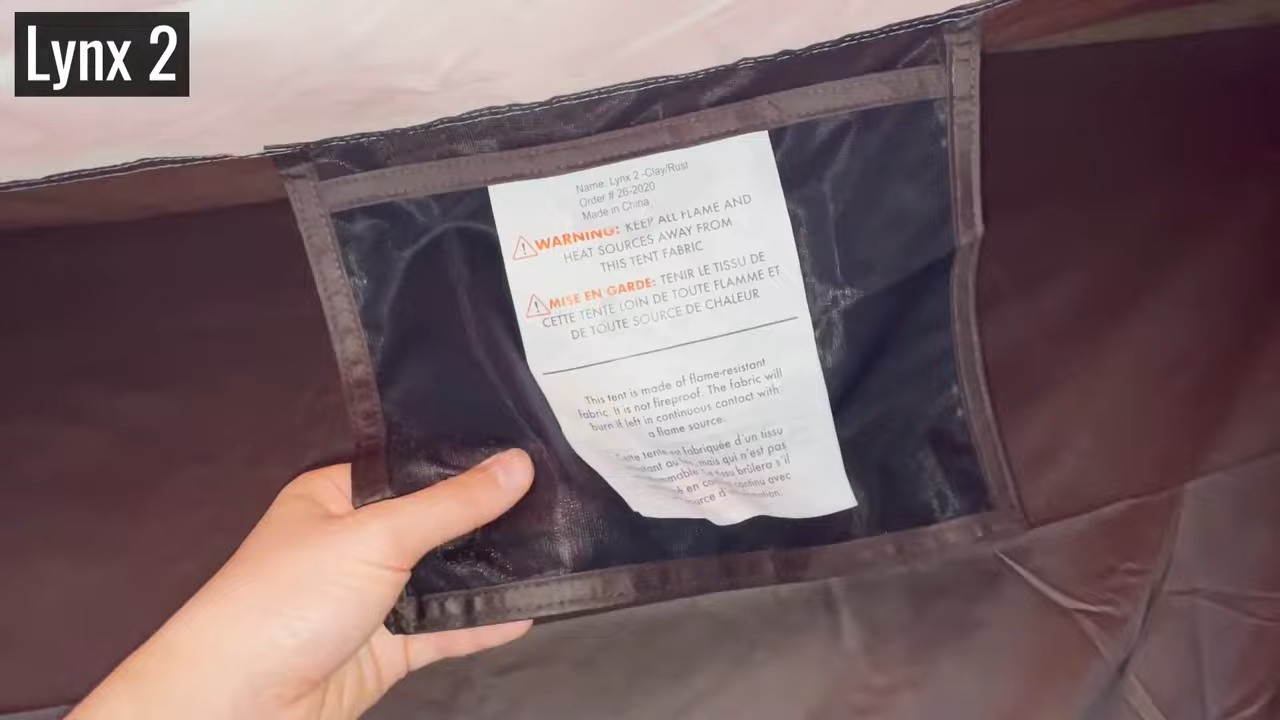 Lynx 2
Name: Lynx 2 -Clay/Rust
Order # 26-2020
Made in China
WARNING: KEEP ALL FLAME AND
HEAT SOURCES AWAY FROM
THIS TENT FABRIC
MISE EN GARDE: TENIR LE TISSU DE
CETTE TENTE LOIN DE TOUTE FLAMME ET
DE TOUTE SOURCE DE CHALEUR
This tent is made of flame-resistant
fabric. It is not fireproof. The fabric will
burn if left in continuous contact with
a flame source.
tente fabriquée d'un tissu
mais qui n'est pas
brûlera s'il
en continu avec